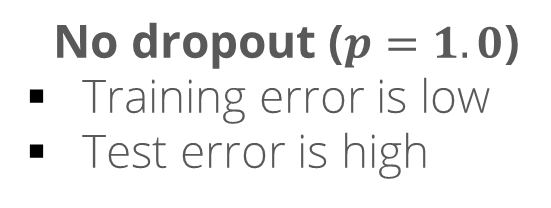 No dropout (p = 1.0)
▪ Training error is low
▪ Test error is high